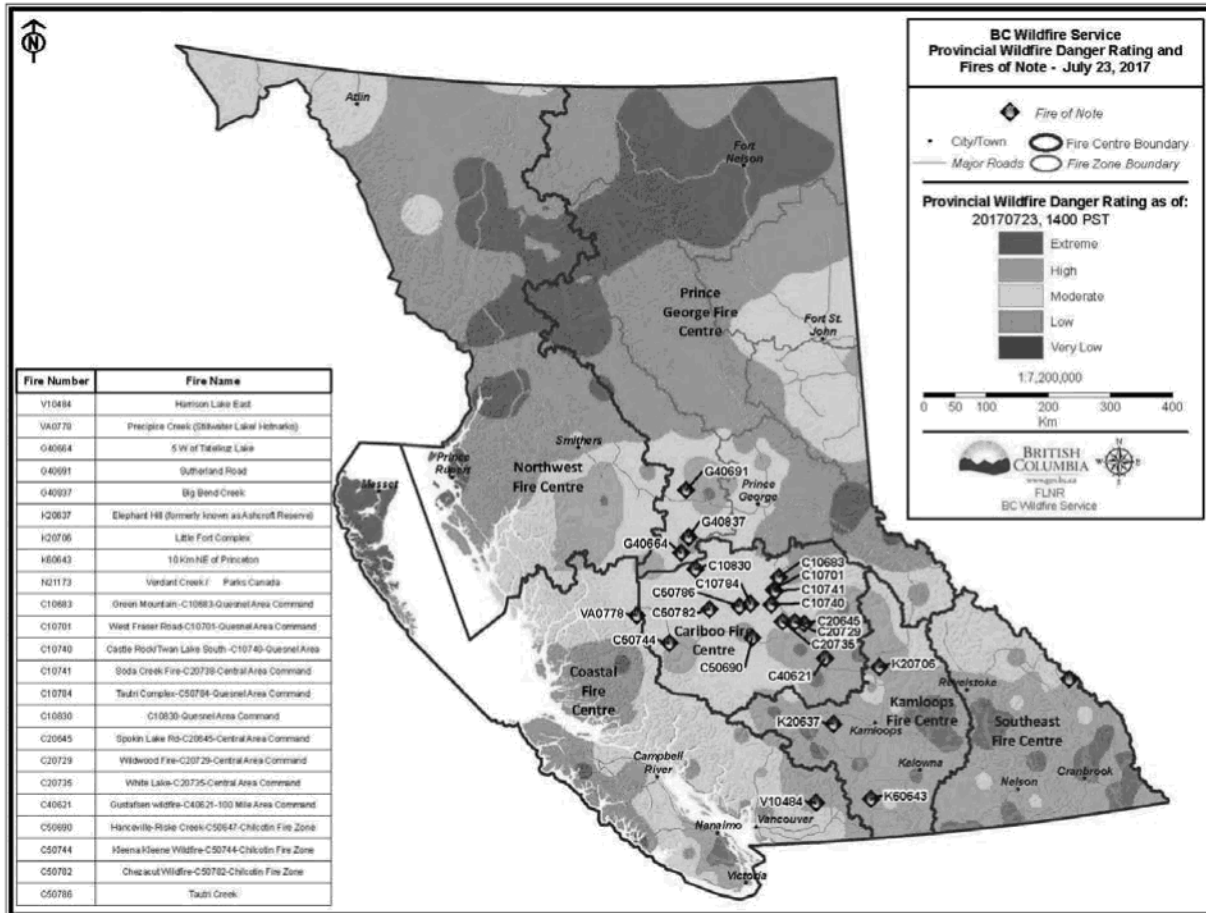 N
BC Wildfire Service
Provincial Wildfire Danger Rating and
Fires of Note - July 23, 2017
Fire of Note
City/Town
Fire Centre Boundary
Major Roads
Fire Zone Boundary
Provincial Wildfire Danger Rating as of:
20170723, 1400 PST
Extreme
High
Moderate
Low
Very Low
1:7,200,000
0 50 100 200 300 400
Km
BRITISH
COLUMBIA
www.gov.bc.ca
FLNR
BC Wildfire Service
N
W E
S
Atlin
Fort
Nelson
Prince
George Fire
Centre
Fort St.
John
Smithers
Prince
Rupert
Northwest
Fire Centre
Masset
G40691
Prince
George
G40837
G40664
C10830
C10683
C10701
C10784
C10741
C50786
C10740
VA0778
C50782
C20645
C20729
Cariboo Fire
Centre
C20735
C50744
C50690
C40621
K20706
Coastal
Fire
Centre
Revelstoke
Kamloops
Fire Centre
K20637
Kamloops
Southeast
Fire Centre
Campbell
River
Kelowna
Cranbrook
Nelson
V10484
K60643
Vancouver
Nanaimo
Victoria
Fire Number Fire Name
V10484 Harrison Lake East
VA0778 Precipice Creek (Stillwater Lake/ Hotnarko)
G40664 5 W of Tatelkuz Lake
G40691 Sutherland Road
G40837 Big Bend Creek
K20637 Elephant Hill (formerly known as Ashcroft Reserve)
K20706 Little Fort Complex
K60643 10 Km NE of Princeton
N21173 Verdant Creek / Parks Canada
C10683 Green Mountain -C10683-Quesnel Area Command
C10701 West Fraser Road-C10701-Quesnel Area Command
C10740 Castle Rock/Twan Lake South -C10740-Quesnel Area
C10741 Soda Creek Fire-C20738-Central Area Command
C10784 Tautri Complex-C50784-Quesnel Area Command
C10830 C10830-Quesnel Area Command
C20645 Spokin Lake Rd-C20645-Central Area Command
C20729 Wildwood Fire-C20729-Central Area Command
C20735 White Lake-C20735-Central Area Command
C40621 Gustafsen wildfire-C40621-100 Mile Area Command
C50690 Hanceville-Riske Creek-C50647-Chilcotin Fire Zone
C50744 Kleena Kleene Wildfire-C50744-Chilcotin Fire Zone
C50782 Chezacut Wildfire-C50782-Chilcotin Fire Zone
C50786 Tautri Creek